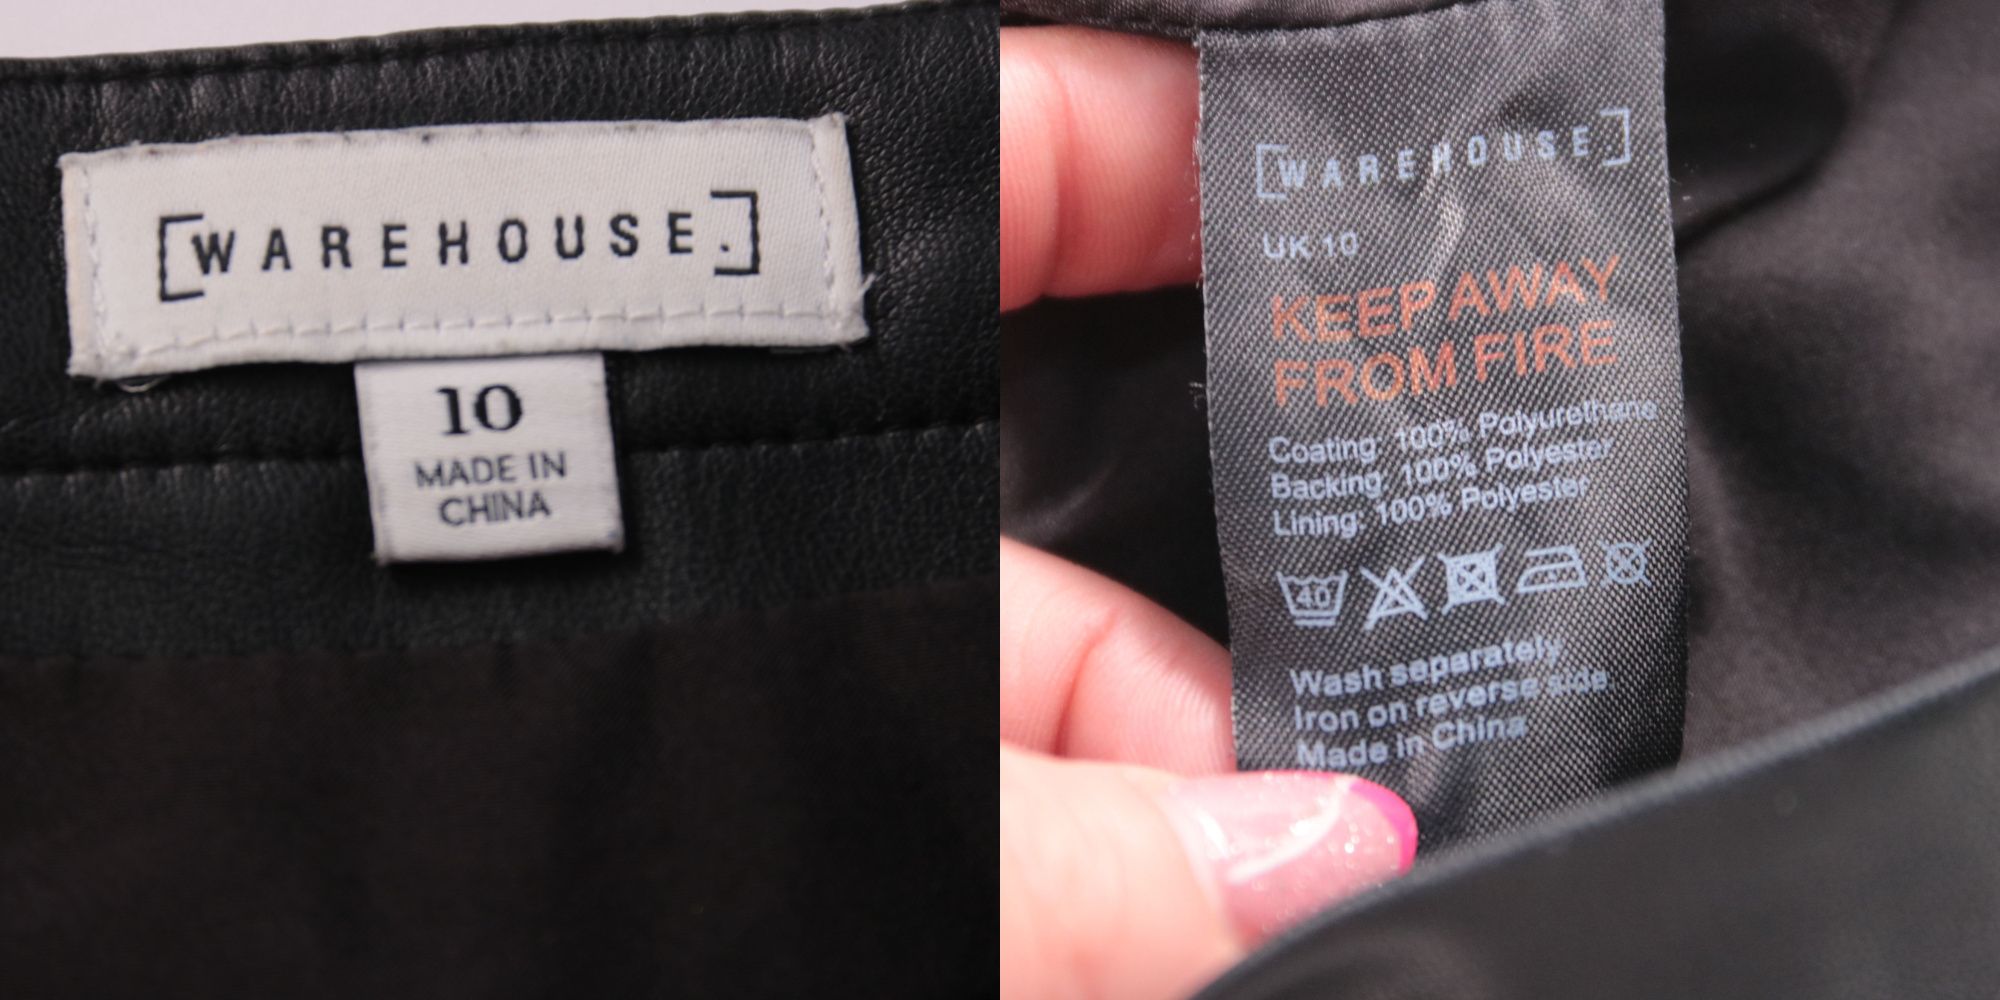 [WAREHOUSE.]
10
MADE IN
CHINA
[WAREHOUSE]
UK 10
KEEP AWAY
FROM FIRE
Coating: 100% Polyurethane
Backing: 100% Polyester
Lining: 100% Polyester
40
Wash separately
Iron on reverse side
Made in China